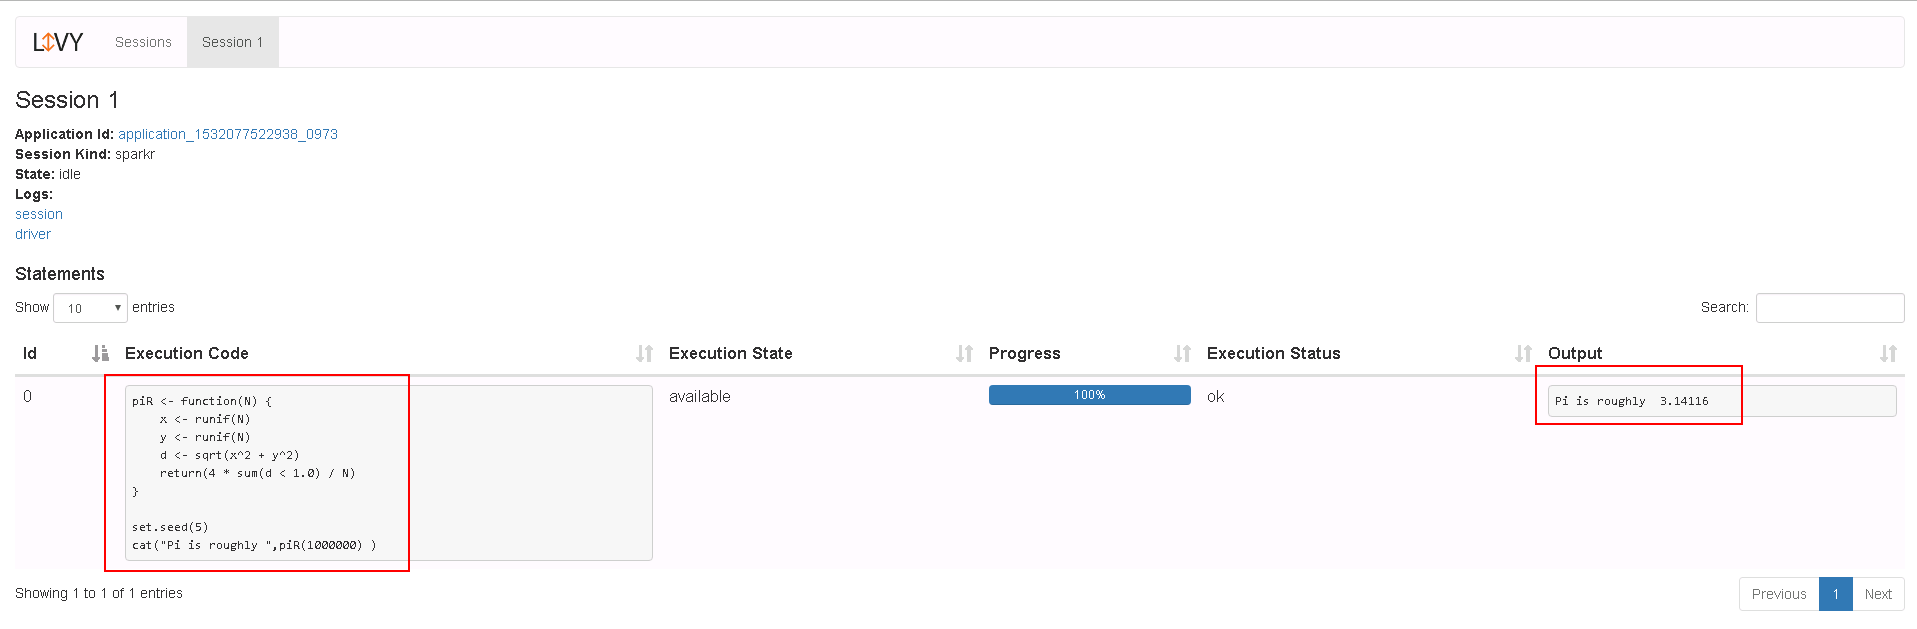 LIVY Sessions Session 1
Session 1
Application Id: application_1532077522938_0973
Session Kind: sparkr
State: idle
Logs:
session
driver
Statements
Show 10 entries Search:
Id Execution Code Execution State Progress Execution Status Output
0 available 100% ok
piR <- function(N) {
    x <- runif(N)
    y <- runif(N)
    d <- sqrt(x^2 + y^2)
    return(4 * sum(d < 1.0) / N)
}
set.seed(5)
cat("Pi is roughly ",piR(1000000) )
Pi is roughly  3.14116
Showing 1 to 1 of 1 entries
Previous 1 Next